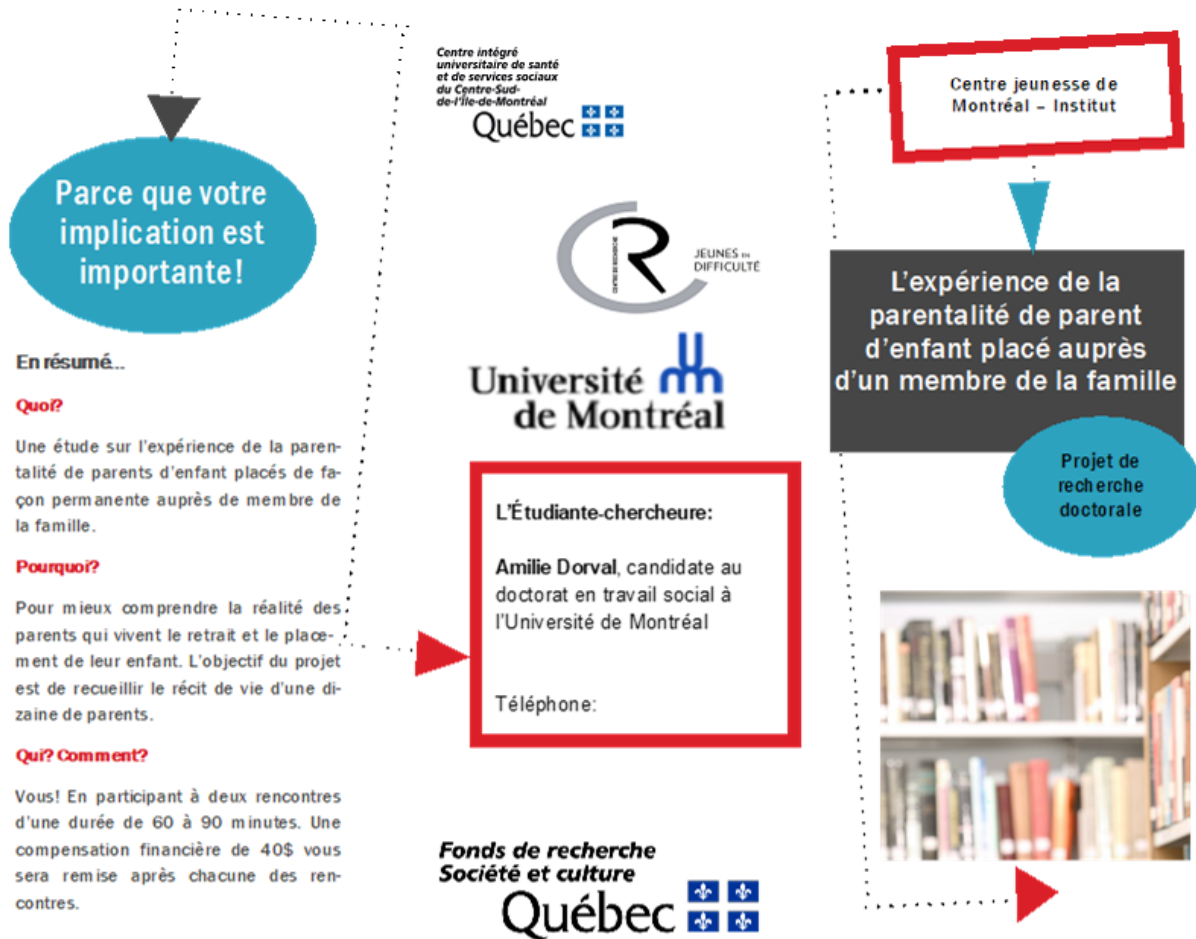 Parce que votre
implication est
importante!
En résumé...
Quoi?
Une étude sur l'expérience de la paren-
talité de parents d'enfant placés de fa-
çon permanente auprès de membre de
la famille.
Pourquoi?
Pour mieux comprendre la réalité des
parents qui vivent le retrait et le place-
ment de leur enfant. L'objectif du projet
est de recueillir le récit de vie d'une di-
zaine de parents.
Qui? Comment?
Vous! En participant à deux rencontres
d'une durée de 60 à 90 minutes. Une
compensation financière de 40$ vous
sera remise après chacune des ren-
contres.
Centre intégré
universitaire de santé
et de services sociaux
du Centre-Sud-
de-l'Île-de-Montréal
Québec
CR
JEUNES EN
DIFFICULTÉ
Université
de Montréal
L'Étudiante-chercheure:
Amilie Dorval, candidate au
doctorat en travail social à
l'Université de Montréal
Téléphone:
Fonds de recherche
Société et culture
Québec
Centre jeunesse de
Montréal – Institut
L'expérience de la
parentalité de parent
d'enfant placé auprès
d'un membre de la famille
Projet de
recherche
doctorale